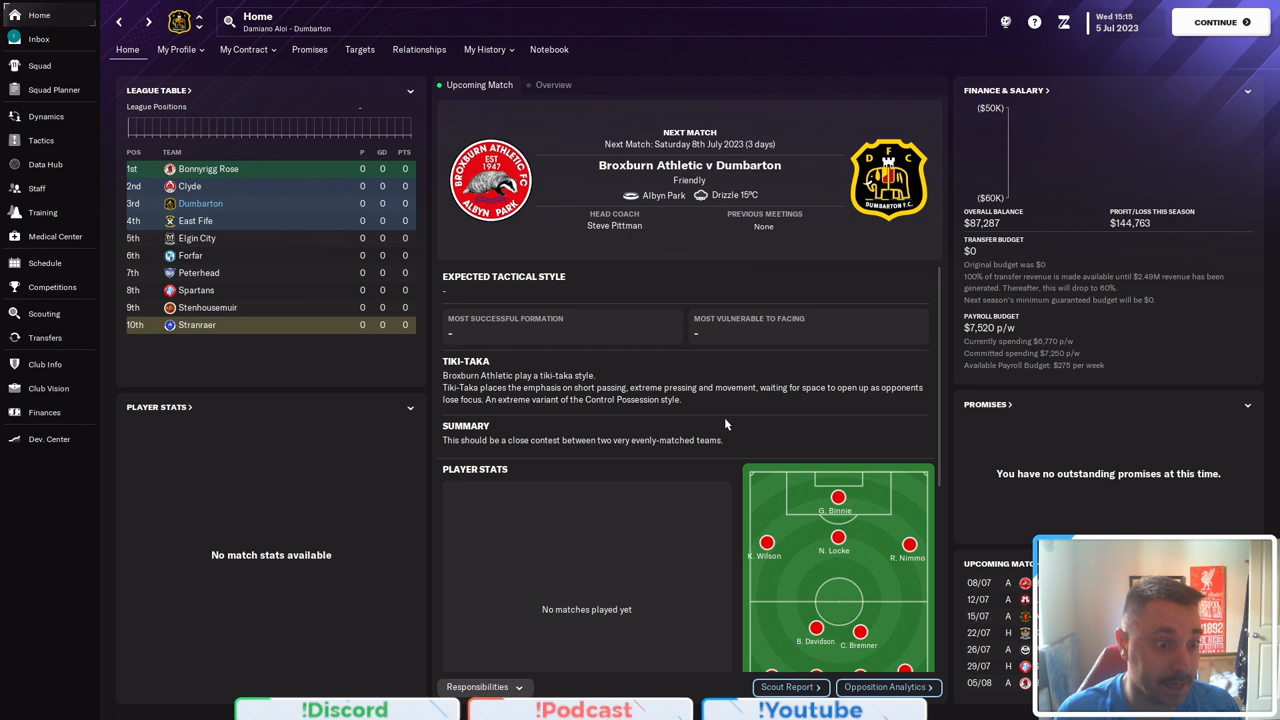 Home
Inbox
Squad
Squad Planner
Dynamics
Tactics
Data Hub
Staff
Training
Medical Center
Schedule
Competitions
Scouting
Transfers
Club Info
Club Vision
Finances
Dev. Center
Home
Damiano Aloi - Dumbarton
Wed 15:15
5 Jul 2023
CONTINUE
Home
My Profile
My Contract
Promises
Targets
Relationships
My History
Notebook
LEAGUE TABLE >
League Positions -
POS TEAM P GD PTS
1st Bonnyrigg Rose 0 0 0
2nd Clyde 0 0 0
3rd Dumbarton 0 0 0
4th East Fife 0 0 0
5th Elgin City 0 0 0
6th Forfar 0 0 0
7th Peterhead 0 0 0
8th Spartans 0 0 0
9th Stenhousemuir 0 0 0
10th Stranraer 0 0 0
PLAYER STATS >
No match stats available
Upcoming Match
Overview
BROXBURN ATHLETIC FC
EST
1947
ALBYN PARK
NEXT MATCH
Next Match: Saturday 8th July 2023 (3 days)
Broxburn Athletic v Dumbarton
Friendly
Albyn Park Drizzle 15ºC
HEAD COACH
Steve Pittman
PREVIOUS MEETINGS
None
D F C
DUMBARTON F.C.
EXPECTED TACTICAL STYLE
- -
MOST SUCCESSFUL FORMATION
-
MOST VULNERABLE TO FACING
-
TIKI-TAKA
Broxburn Athletic play a tiki-taka style.
Tiki-Taka places the emphasis on short passing, extreme pressing and movement, waiting for space to open up as opponents
lose focus. An extreme variant of the Control Possession style.
SUMMARY
This should be a close contest between two very evenly-matched teams.
PLAYER STATS
No matches played yet
G. Binnie
K. Wilson
N. Locke
R. Nimmo
B. Davidson
C. Bremner
Responsibilities
Scout Report >
Opposition Analytics >
FINANCE & SALARY >
($50K)
($60K)
OVERALL BALANCE
$87,287
PROFIT/LOSS THIS SEASON
$144,763
TRANSFER BUDGET
$0
Original budget was $0
100% of transfer revenue is made available until $2.49M revenue has been
generated. Thereafter, this will drop to 60%.
Next season's minimum guaranteed budget will be $0.
PAYROLL BUDGET
$7,520 p/w
Currently spending $6,770 p/w
Committed spending $7,250 p/w
Available Payroll Budget: $275 per week
PROMISES >
You have no outstanding promises at this time.
UPCOMING MATC
08/07 A
12/07 A
15/07 A
22/07 H
26/07 A
29/07 H
05/08 A
1892
!Discord
!Podcast
!Youtube